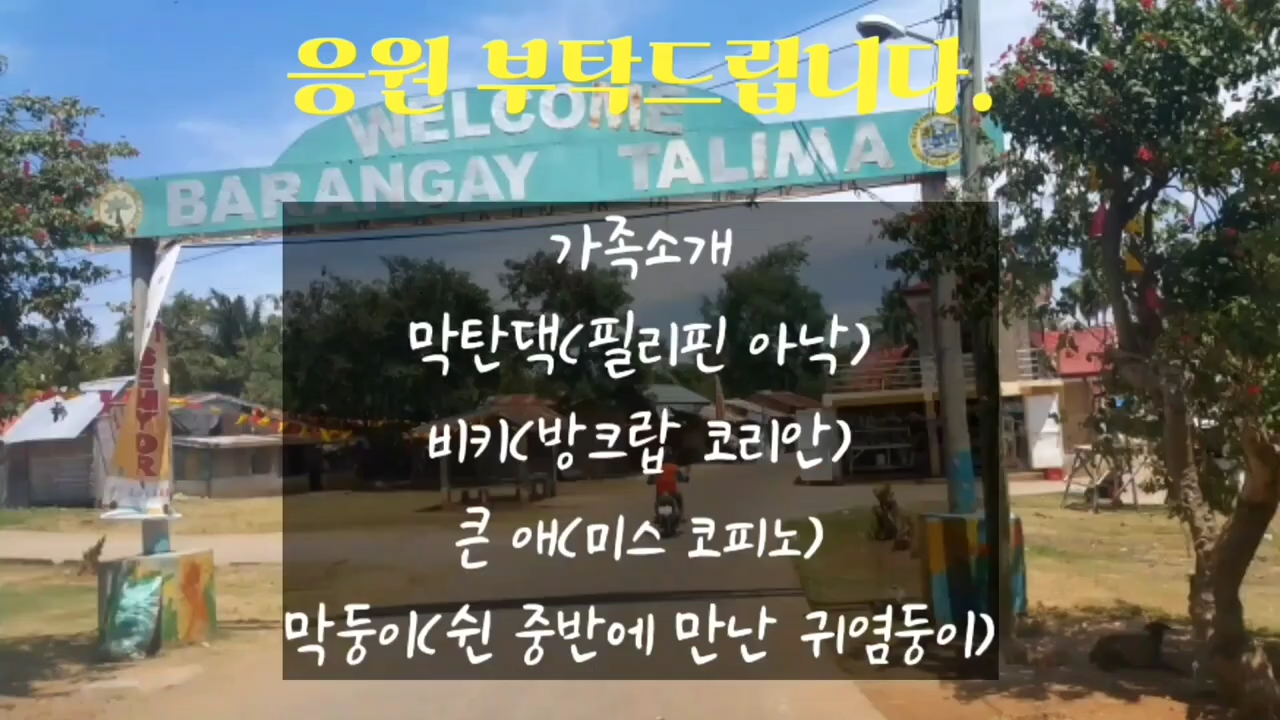 응원 부탁드립니다.
WELCOME
BARANGAY TALIMA
가족소개
막탄댁(필리핀 아낙)
비키(방크랍 코리안)
큰 애(미스 코피노)
막둥이(쉰 중반에 만난 귀염둥이)
SENYOR